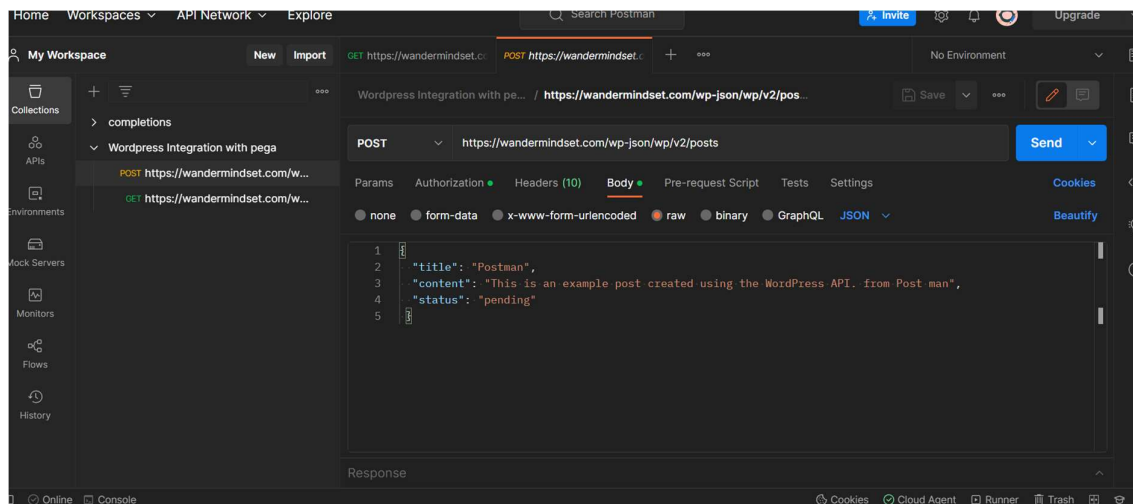 Home Workspaces API Network Explore Search Postman Invite Upgrade
My Workspace New Import GET https://wandermindset.co POST https://wandermindset.c No Environment
Collections
Wordpress Integration with pe... / https://wandermindset.com/wp-json/wp/v2/pos... Save
completions
Wordpress Integration with pega
POST https://wandermindset.com/w...
GET https://wandermindset.com/w...
APIs
Environments
Mock Servers
Monitors
Flows
History
POST https://wandermindset.com/wp-json/wp/v2/posts Send
Params Authorization Headers (10) Body Pre-request Script Tests Settings Cookies
none form-data x-www-form-urlencoded raw binary GraphQL JSON Beautify
1 {
2 "title": "Postman",
3 "content": "This is an example post created using the WordPress API. from Post man",
4 "status": "pending"
5 }
Response
Online Console Cookies Cloud Agent Runner Trash